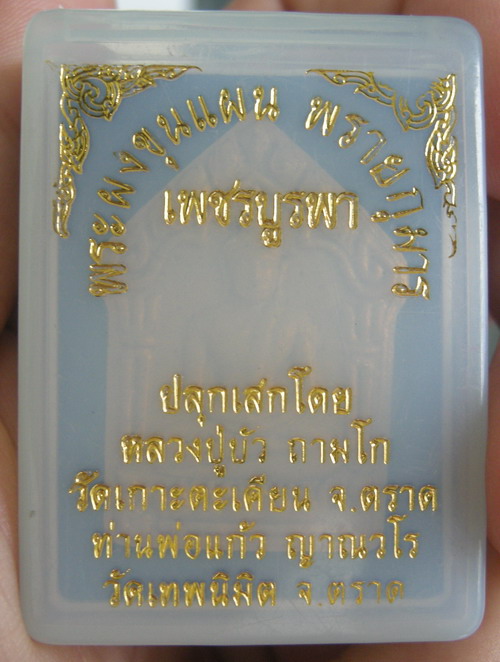 พระผงขุนแผน พรายกุมาร
เพชรบูรพา
ปลุกเสกโดย
หลวงปู่บัว ถามโก
วัดเกาะตะเคียน จ.ตราด
ท่านพ่อแก้ว ญาณวโร
วัดเทพนิมิต จ.ตราด